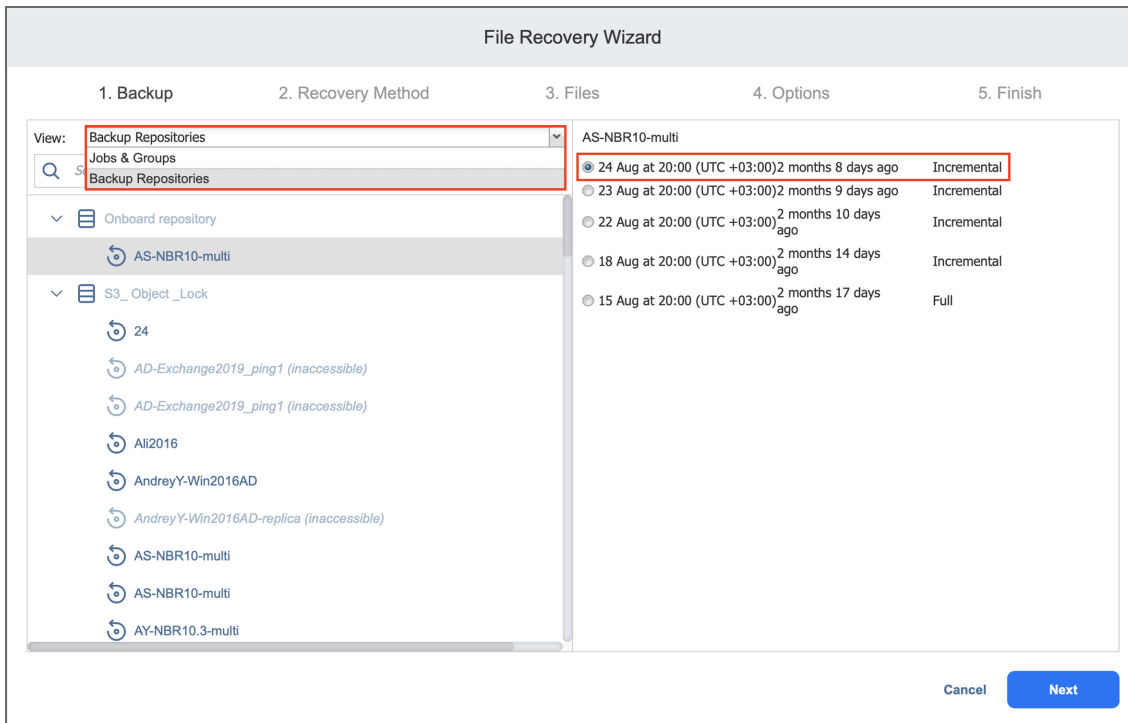 File Recovery Wizard
1. Backup
2. Recovery Method
3. Files
4. Options
5. Finish
View:
Backup Repositories
Jobs & Groups
Backup Repositories
Onboard repository
AS-NBR10-multi
S3_ Object _Lock
24
AD-Exchange2019_ping1 (inaccessible)
AD-Exchange2019_ping1 (inaccessible)
Ali2016
AndreyY-Win2016AD
AndreyY-Win2016AD-replica (inaccessible)
AS-NBR10-multi
AS-NBR10-multi
AY-NBR10.3-multi
AS-NBR10-multi
24 Aug at 20:00 (UTC +03:00) 2 months 8 days ago Incremental
23 Aug at 20:00 (UTC +03:00) 2 months 9 days ago Incremental
22 Aug at 20:00 (UTC +03:00) 2 months 10 days
ago
Incremental
18 Aug at 20:00 (UTC +03:00) 2 months 14 days
ago
Incremental
15 Aug at 20:00 (UTC +03:00) 2 months 17 days
ago
Full
Cancel
Next